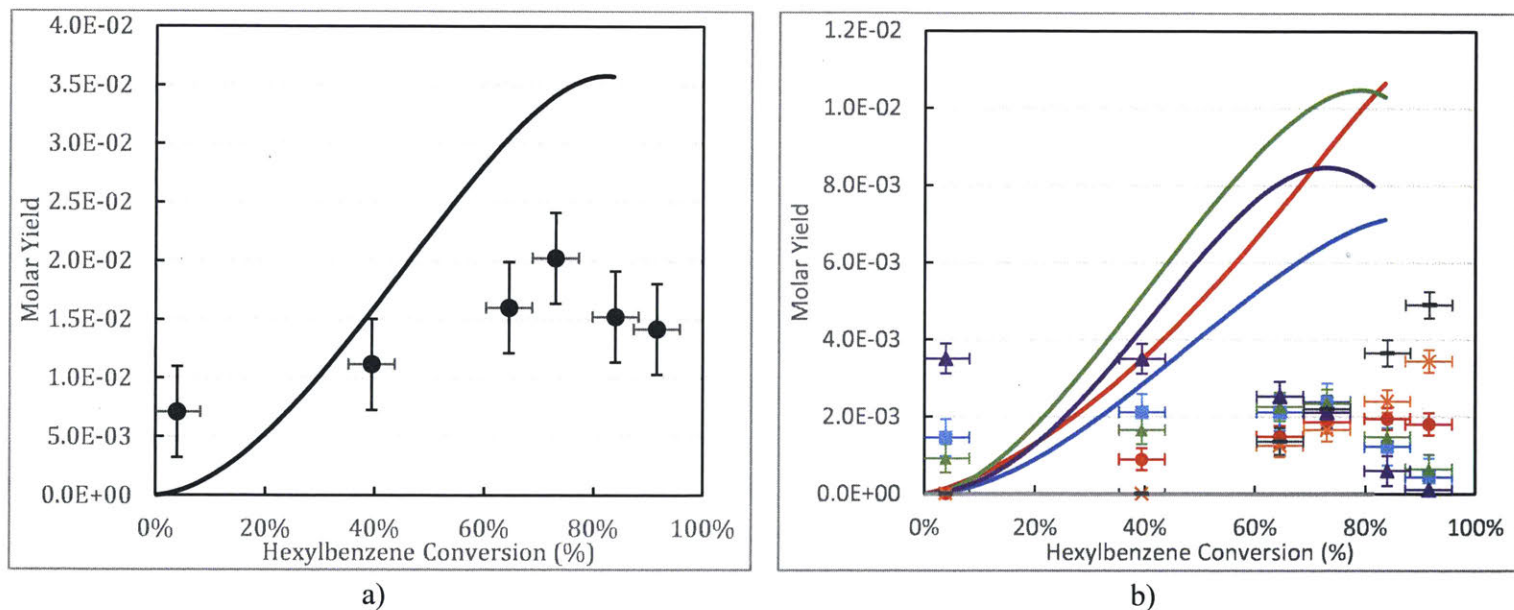 4.0E-02
3.5E-02
3.0E-02
2.5E-02
2.0E-02
1.5E-02
1.0E-02
5.0E-03
0.0E+00
Molar Yield
0% 20% 40% 60% 80% 100%
Hexylbenzene Conversion (%)
a)
1.2E-02
1.0E-02
8.0E-03
6.0E-03
4.0E-03
2.0E-03
0.0E+00
Molar Yield
0% 20% 40% 60% 80% 100%
Hexylbenzene Conversion (%)
b)